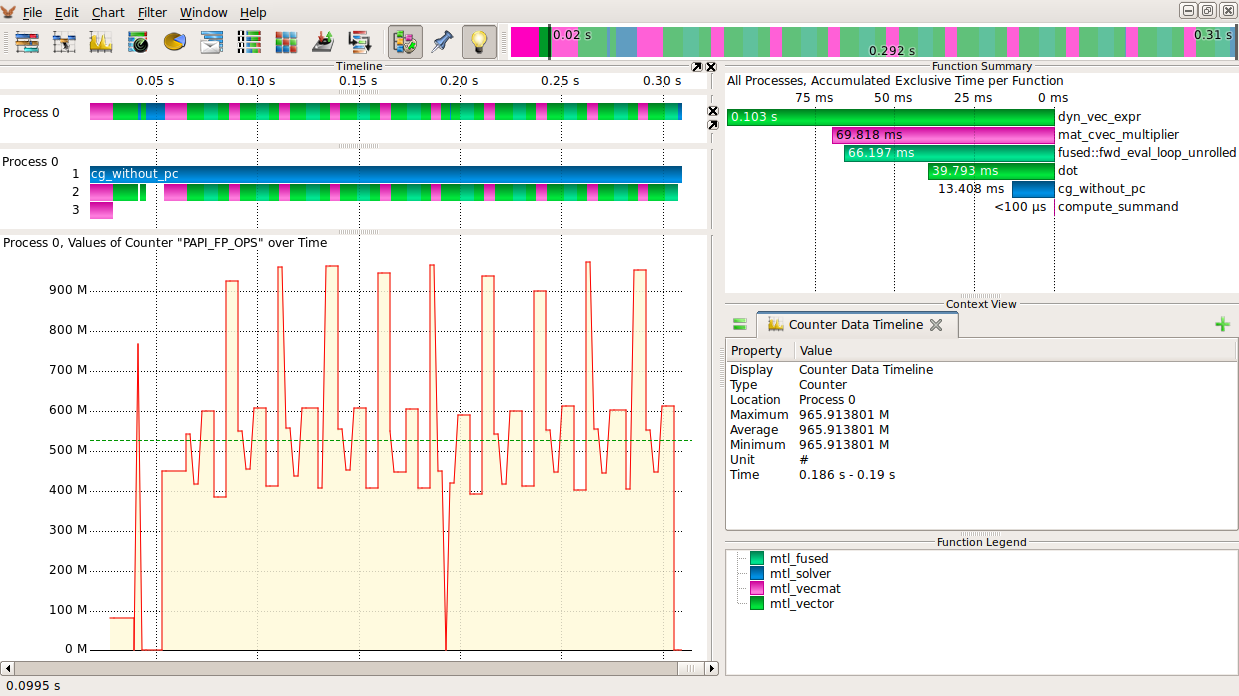 File Edit Chart Filter Window Help
0.02 s 0.31 s
0.292 s
Timeline
0.05 s 0.10 s 0.15 s 0.20 s 0.25 s 0.30 s
Process 0
Process 0
1 cg_without_pc
2
3
Process 0, Values of Counter "PAPI_FP_OPS" over Time
900 M
800 M
700 M
600 M
500 M
400 M
300 M
200 M
100 M
0 M
0.0995 s
Function Summary
All Processes, Accumulated Exclusive Time per Function
75 ms 50 ms 25 ms 0 ms
0.103 s dyn_vec_expr
69.818 ms mat_cvec_multiplier
66.197 ms fused::fwd_eval_loop_unrolled
39.793 ms dot
13.408 ms cg_without_pc
<100 µs compute_summand
Context View
Counter Data Timeline
Property Value
Display Counter Data Timeline
Type Counter
Location Process 0
Maximum 965.913801 M
Average 965.913801 M
Minimum 965.913801 M
Unit #
Time 0.186 s - 0.19 s
Function Legend
mtl_fused
mtl_solver
mtl_vecmat
mtl_vector